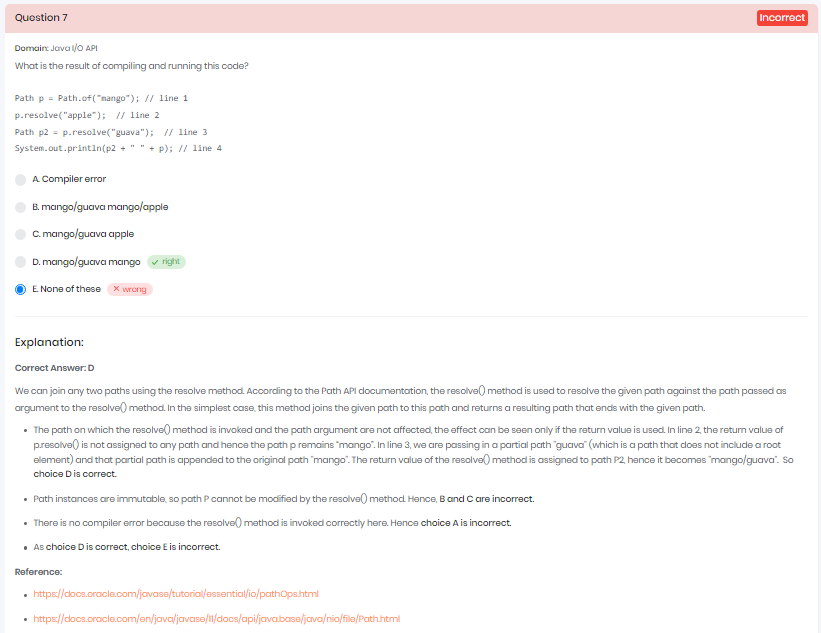 Question 7
Incorrect
Domain: Java I/O API
What is the result of compiling and running this code?
Path p = Path.of("mango"); // line 1
p.resolve("apple");  // line 2
Path p2 = p.resolve("guava");  // line 3
System.out.println(p2 + " " + p); // line 4
A. Compiler error
B. mango/guava mango/apple
C. mango/guava apple
D. mango/guava mango ✓ right
E. None of these ✕ wrong
Explanation:
Correct Answer: D
We can join any two paths using the resolve method. According to the Path API documentation, the resolve() method is used to resolve the given path against the path passed as
argument to the resolve() method. In the simplest case, this method joins the given path to this path and returns a resulting path that ends with the given path.
• The path on which the resolve() method is invoked and the path argument are not affected, the effect can be seen only if the return value is used. In line 2, the return value of
p.resolve() is not assigned to any path and hence the path p remains "mango". In line 3, we are passing in a partial path "guava" (which is a path that does not include a root
element) and that partial path is appended to the original path "mango". The return value of the resolve() method is assigned to path P2, hence it becomes "mango/guava". So
choice D is correct.
• Path instances are immutable, so path P cannot be modified by the resolve() method. Hence, B and C are incorrect.
• There is no compiler error because the resolve() method is invoked correctly here. Hence choice A is incorrect.
• As choice D is correct, choice E is incorrect.
Reference:
• https://docs.oracle.com/javase/tutorial/essential/io/pathOps.html
• https://docs.oracle.com/en/java/javase/11/docs/api/java.base/java/nio/file/Path.html